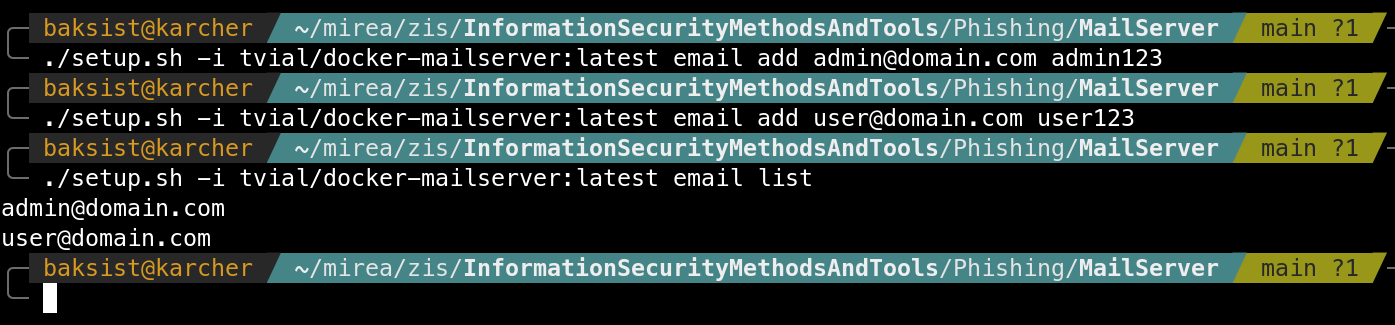 baksist@karcher ~/mirea/zis/InformationSecurityMethodsAndTools/Phishing/MailServer main ?1
./setup.sh -i tvial/docker-mailserver:latest email add admin@domain.com admin123
baksist@karcher ~/mirea/zis/InformationSecurityMethodsAndTools/Phishing/MailServer main ?1
./setup.sh -i tvial/docker-mailserver:latest email add user@domain.com user123
baksist@karcher ~/mirea/zis/InformationSecurityMethodsAndTools/Phishing/MailServer main ?1
./setup.sh -i tvial/docker-mailserver:latest email list
admin@domain.com
user@domain.com
baksist@karcher ~/mirea/zis/InformationSecurityMethodsAndTools/Phishing/MailServer main ?1